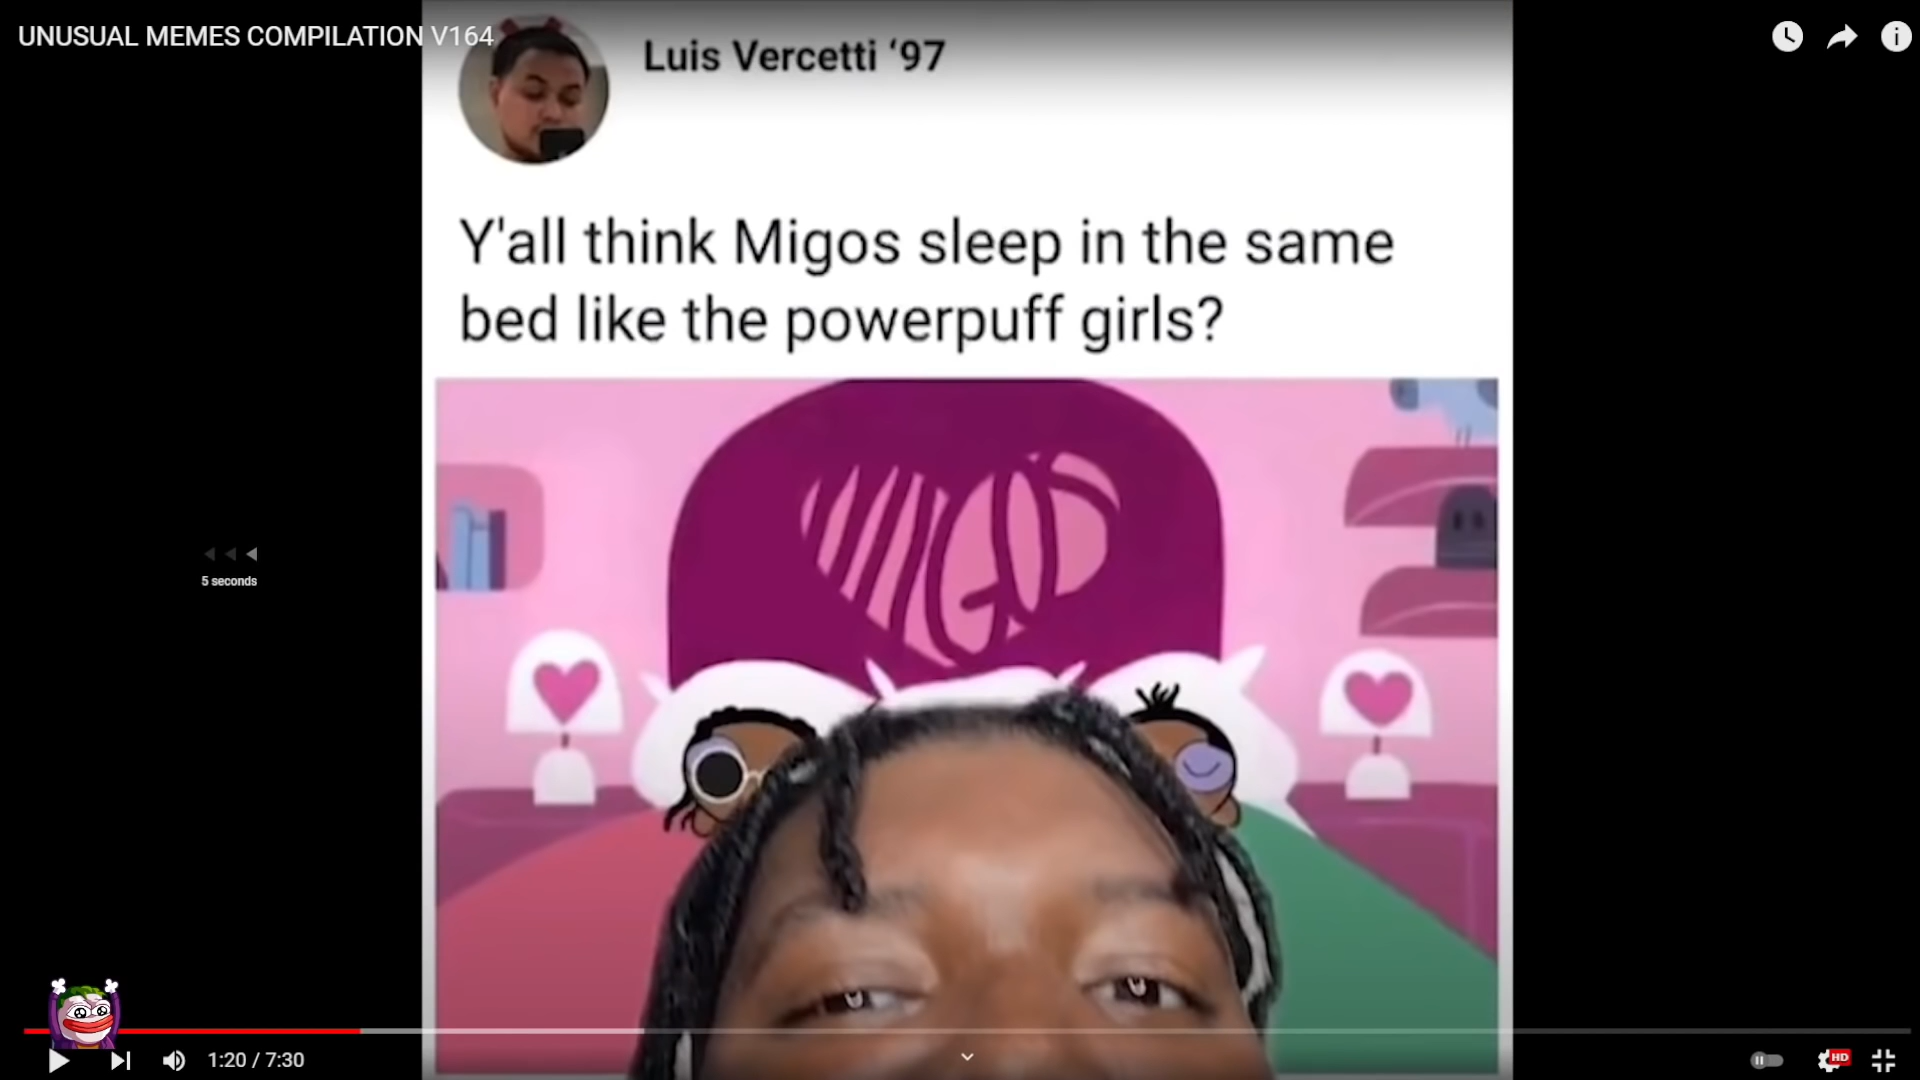 UNUSUAL MEMES COMPILATION V164
Luis Vercetti ‘97
Y'all think Migos sleep in the same
bed like the powerpuff girls?
MIGOS
5 seconds
1:20 / 7:30
HD